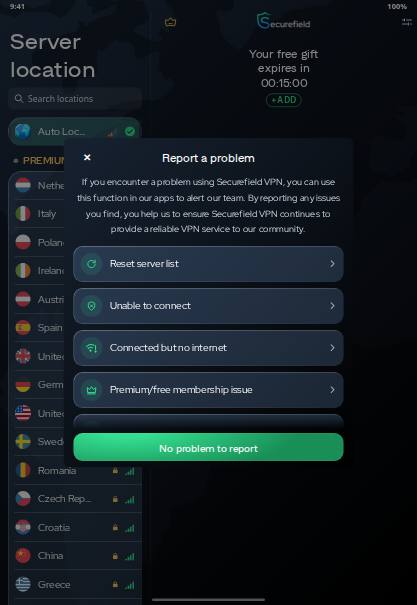 9:41
100%
Server
location
Securefield
Your free gift
expires in
00:15:00
+ADD
Search locations
Auto Loc...
PREMIUM
Report a problem
If you encounter a problem using Securefield VPN, you can use
this function in our apps to alert our team. By reporting any issues
you find, you help us to ensure Securefield VPN continues to
provide a reliable VPN service to our community.
Reset server list
Unable to connect
Connected but no internet
Premium/free membership issue
No problem to report
Nethe
Italy
Polan
Irelan
Austri
Spain
United
Germ
United
Swed
Romania
Czech Rep...
Croatia
China
Greece